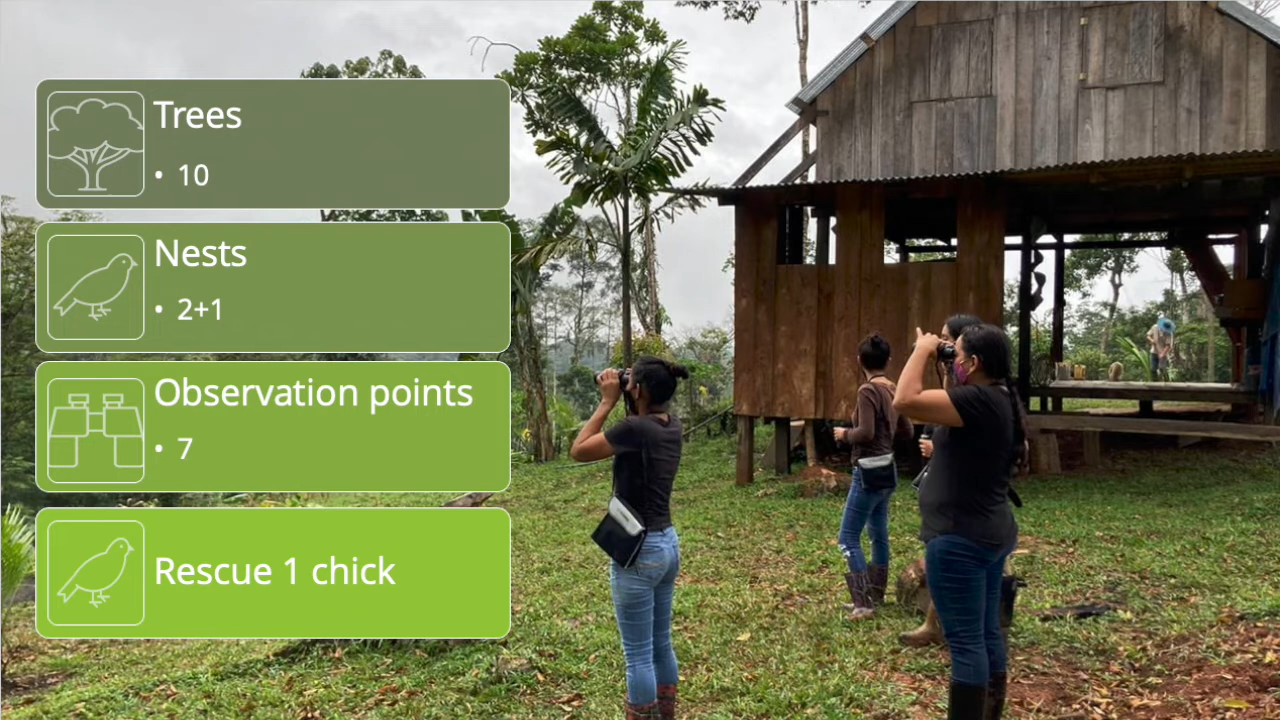 Trees
• 10
Nests
• 2+1
Observation points
• 7
Rescue 1 chick